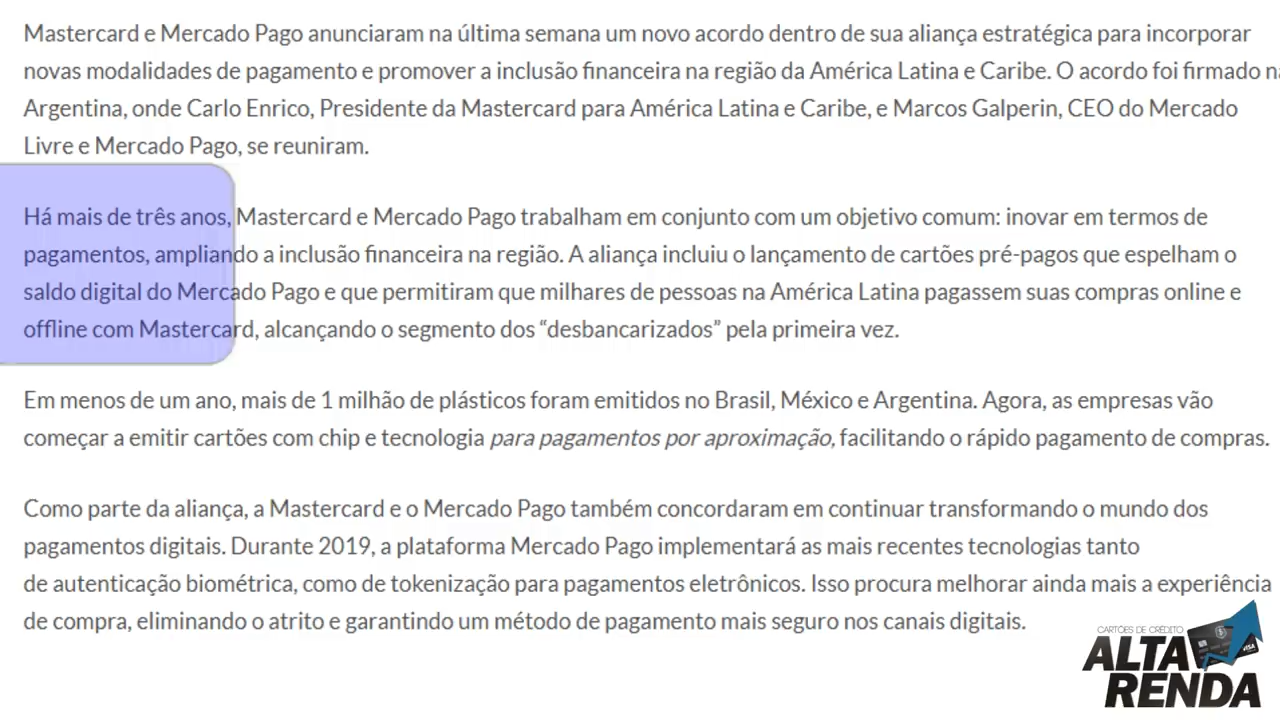 Mastercard e Mercado Pago anunciaram na última semana um novo acordo dentro de sua aliança estratégica para incorporar
novas modalidades de pagamento e promover a inclusão financeira na região da América Latina e Caribe. O acordo foi firmado na
Argentina, onde Carlo Enrico, Presidente da Mastercard para América Latina e Caribe, e Marcos Galperin, CEO do Mercado
Livre e Mercado Pago, se reuniram.
Há mais de três anos, Mastercard e Mercado Pago trabalham em conjunto com um objetivo comum: inovar em termos de
pagamentos, ampliando a inclusão financeira na região. A aliança incluiu o lançamento de cartões pré-pagos que espelham o
saldo digital do Mercado Pago e que permitiram que milhares de pessoas na América Latina pagassem suas compras online e
offline com Mastercard, alcançando o segmento dos “desbancarizados” pela primeira vez.
Em menos de um ano, mais de 1 milhão de plásticos foram emitidos no Brasil, México e Argentina. Agora, as empresas vão
começar a emitir cartões com chip e tecnologia para pagamentos por aproximação, facilitando o rápido pagamento de compras.
Como parte da aliança, a Mastercard e o Mercado Pago também concordaram em continuar transformando o mundo dos
pagamentos digitais. Durante 2019, a plataforma Mercado Pago implementará as mais recentes tecnologias tanto
de autenticação biométrica, como de tokenização para pagamentos eletrônicos. Isso procura melhorar ainda mais a experiência
de compra, eliminando o atrito e garantindo um método de pagamento mais seguro nos canais digitais.
CARTÕES DE CRÉDITO
ALTA
VISA
RENDA